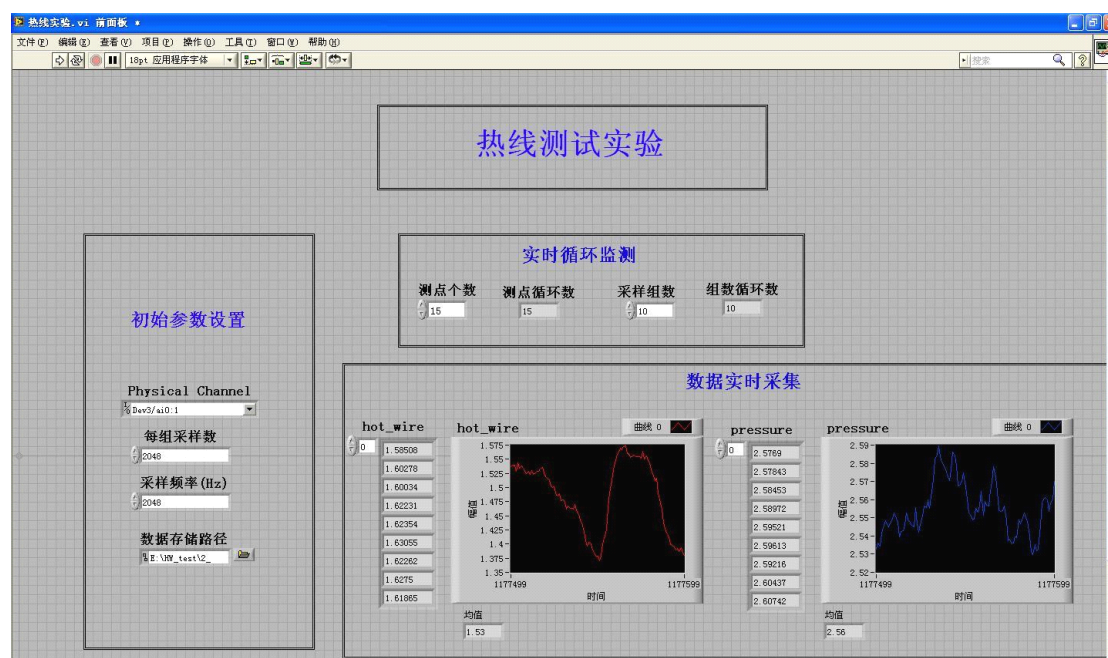 热线实验.vi 前面板 *
文件(F) 编辑(E) 查看(V) 项目(P) 操作(O) 工具(T) 窗口(W) 帮助(H)
18pt 应用程序字体
搜索
热线测试实验
实时循环监测
测点个数 测点循环数 采样组数 组数循环数
15 15 10 10
初始参数设置
Physical Channel
Dev3/ai0:1
每组采样数
2048
采样频率(Hz)
2048
数据存储路径
E:\HW_test\2_
数据实时采集
hot_wire
0
1.58508
1.60278
1.60034
1.62231
1.62354
1.63055
1.62262
1.6275
1.61865
hot_wire 曲线 0
幅值
1.575
1.55
1.525
1.5
1.475
1.45
1.425
1.4
1.375
1.35
1177499 1177599
时间
均值
1.53
pressure
0
2.5769
2.57843
2.58453
2.58972
2.59521
2.59613
2.59216
2.60437
2.60742
pressure 曲线 0
幅值
2.59
2.58
2.57
2.56
2.55
2.54
2.53
2.52
1177499 1177599
时间
均值
2.56